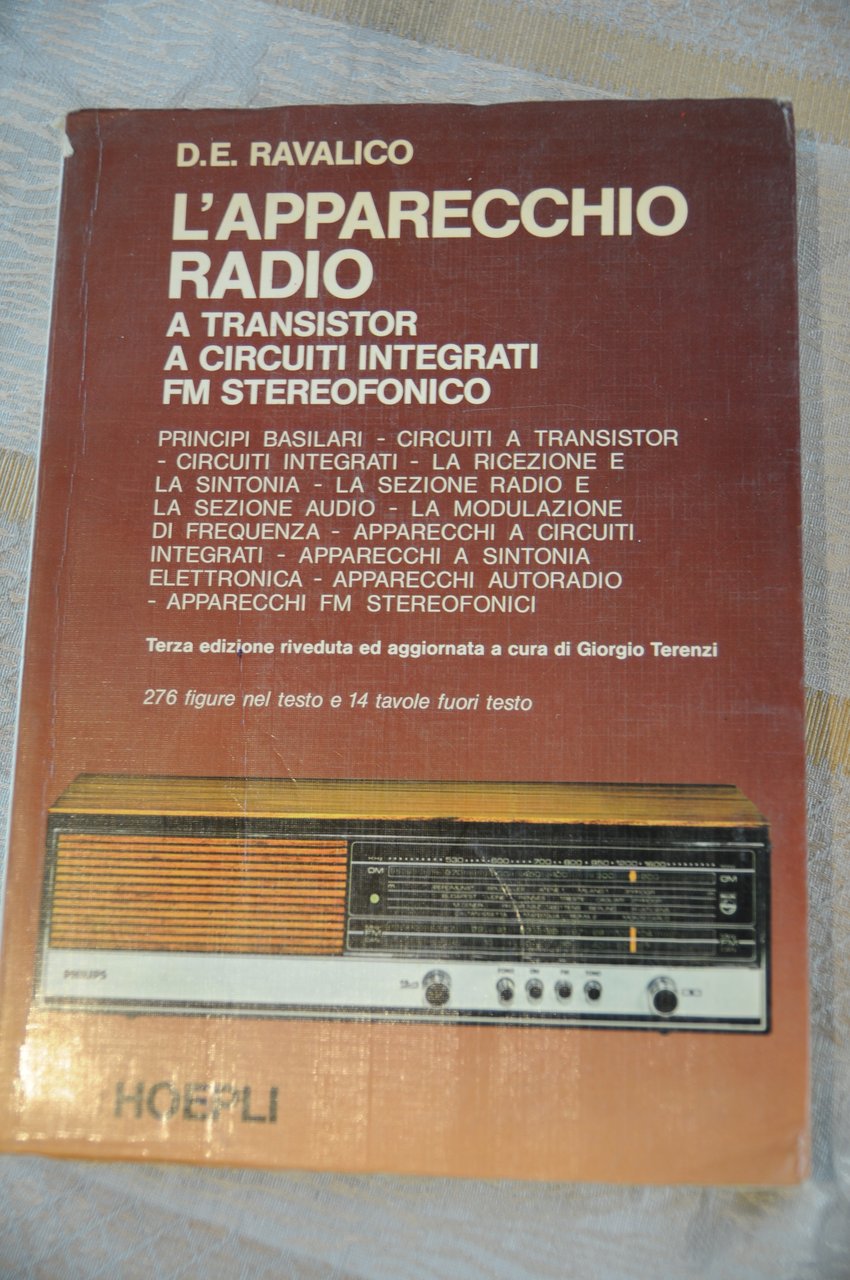 D.E. RAVALICO
L'APPARECCHIO
RADIO
A TRANSISTOR
A CIRCUITI INTEGRATI
FM STEREOFONICO
PRINCIPI BASILARI - CIRCUITI A TRANSISTOR
- CIRCUITI INTEGRATI - LA RICEZIONE E
LA SINTONIA - LA SEZIONE RADIO E
LA SEZIONE AUDIO - LA MODULAZIONE
DI FREQUENZA - APPARECCHI A CIRCUITI
INTEGRATI - APPARECCHI A SINTONIA
ELETTRONICA - APPARECCHI AUTORADIO
- APPARECCHI FM STEREOFONICI
Terza edizione riveduta ed aggiornata a cura di Giorgio Terenzi
276 figure nel testo e 14 tavole fuori testo
OM OM
PHILIPS
HOEPLI